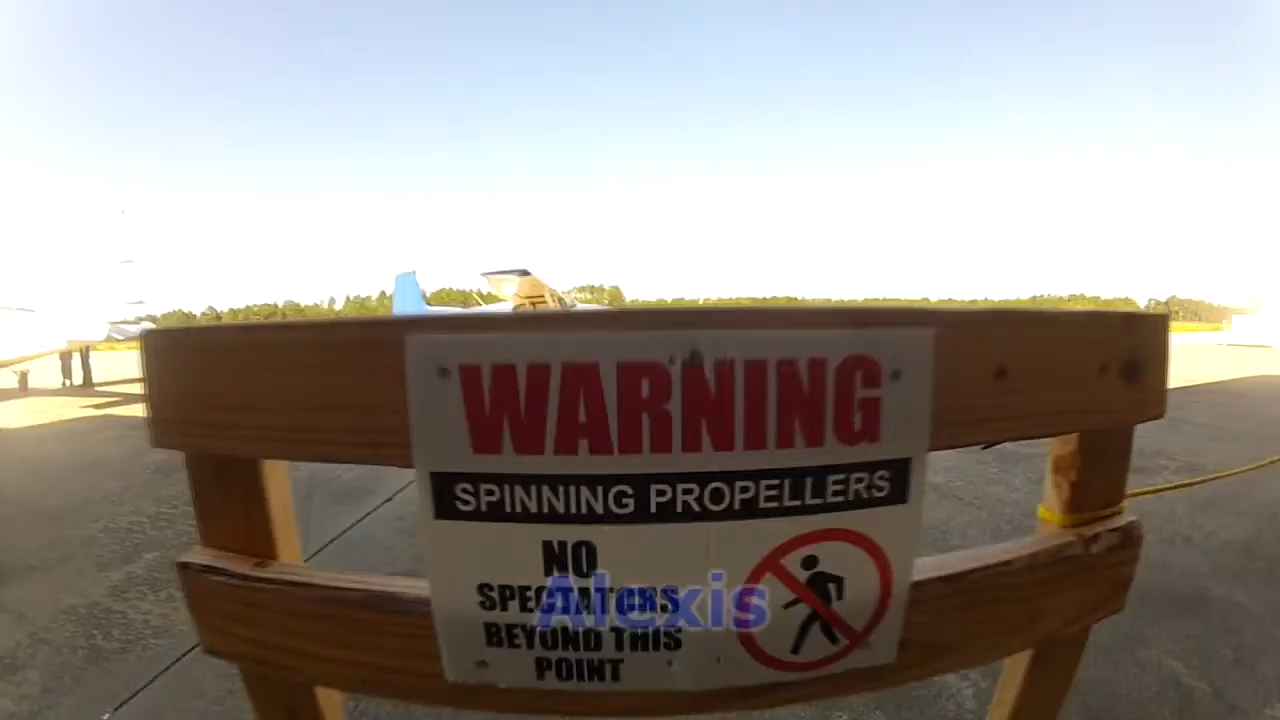 WARNING
SPINNING PROPELLERS
NO
SPECTATORS
BEYOND THIS
POINT
Alexis